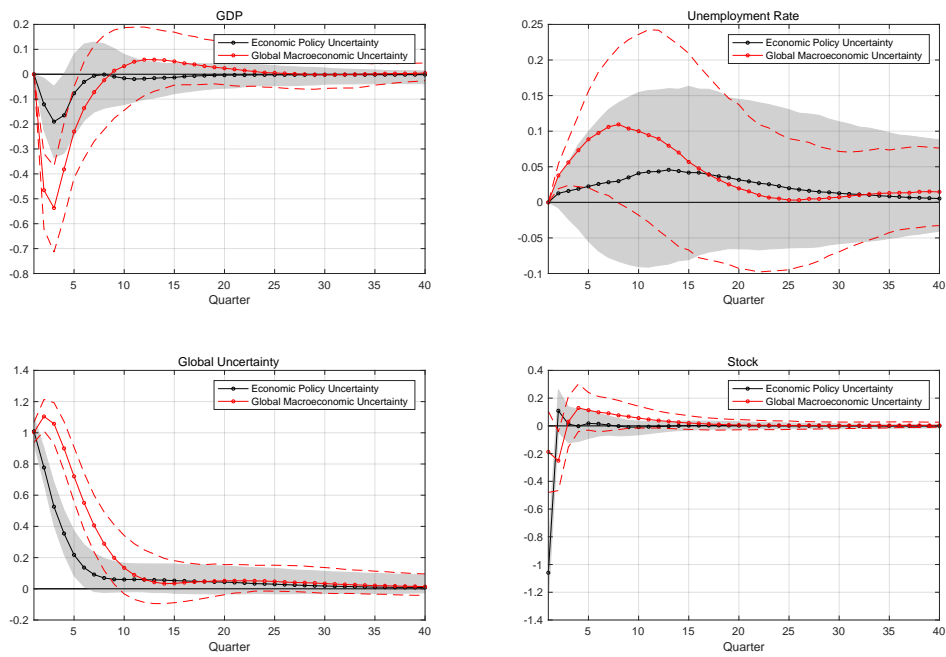 GDP
0.2
0.1
0
-0.1
-0.2
-0.3
-0.4
-0.5
-0.6
-0.7
-0.8
5 10 15 20 25 30 35 40
Quarter
Economic Policy Uncertainty
Global Macroeconomic Uncertainty
Unemployment Rate
0.25
0.2
0.15
0.1
0.05
0
-0.05
-0.1
5 10 15 20 25 30 35 40
Quarter
Economic Policy Uncertainty
Global Macroeconomic Uncertainty
Global Uncertainty
1.4
1.2
1
0.8
0.6
0.4
0.2
0
-0.2
5 10 15 20 25 30 35 40
Quarter
Economic Policy Uncertainty
Global Macroeconomic Uncertainty
Stock
0.4
0.2
0
-0.2
-0.4
-0.6
-0.8
-1
-1.2
-1.4
5 10 15 20 25 30 35 40
Quarter
Economic Policy Uncertainty
Global Macroeconomic Uncertainty